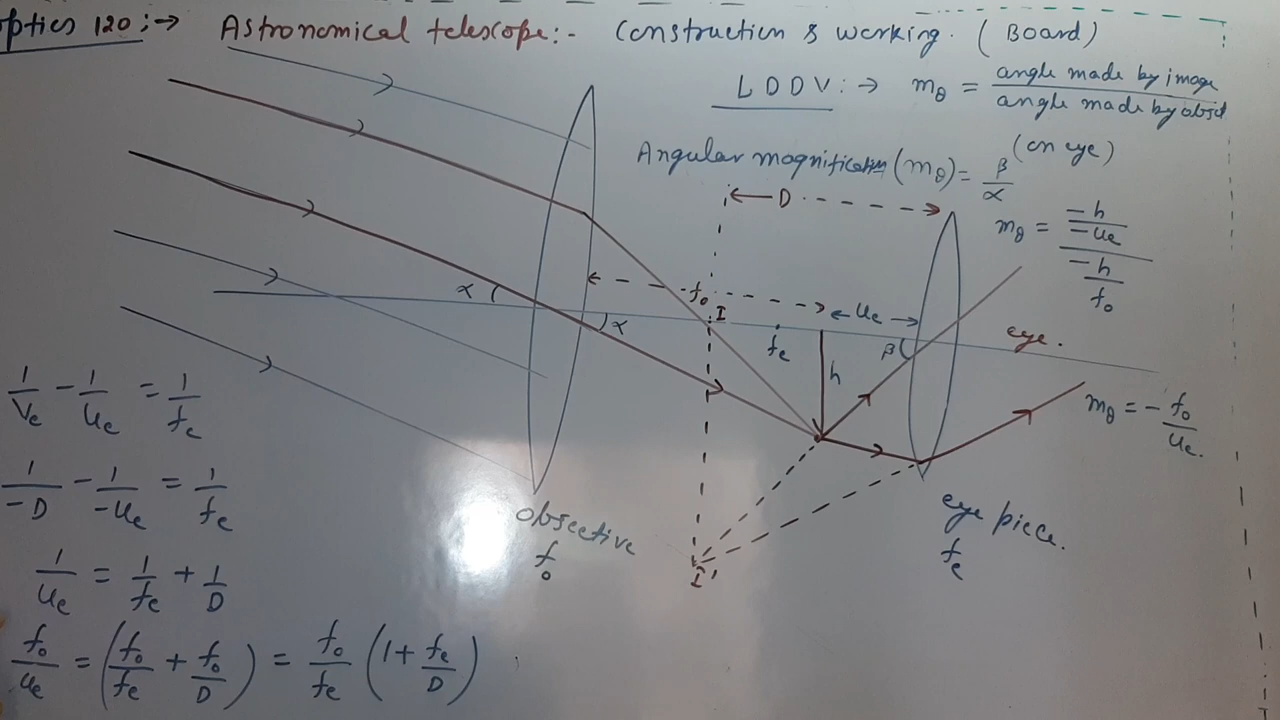 optics 120 :→ Astronomical telescope:- Construction & working. (Board)
LDDV :→ mθ = angle made by image / angle made by obsct
(on eye)
Angular magnification (mθ) = β/α
← D - - - →
mθ = (-h/-ue) / (-h/fo)
α
α
← - - fo - - - →
← ue →
I
fe
β
h
eye.
mθ = - fo/ue.
1/Ve - 1/ue = 1/fe
1/-D - 1/-ue = 1/fe
1/ue = 1/fe + 1/D
fo/ue = (fo/fe + fo/D) = fo/fe (1 + fe/D)
obsective
fo
eye piece.
fe
I'